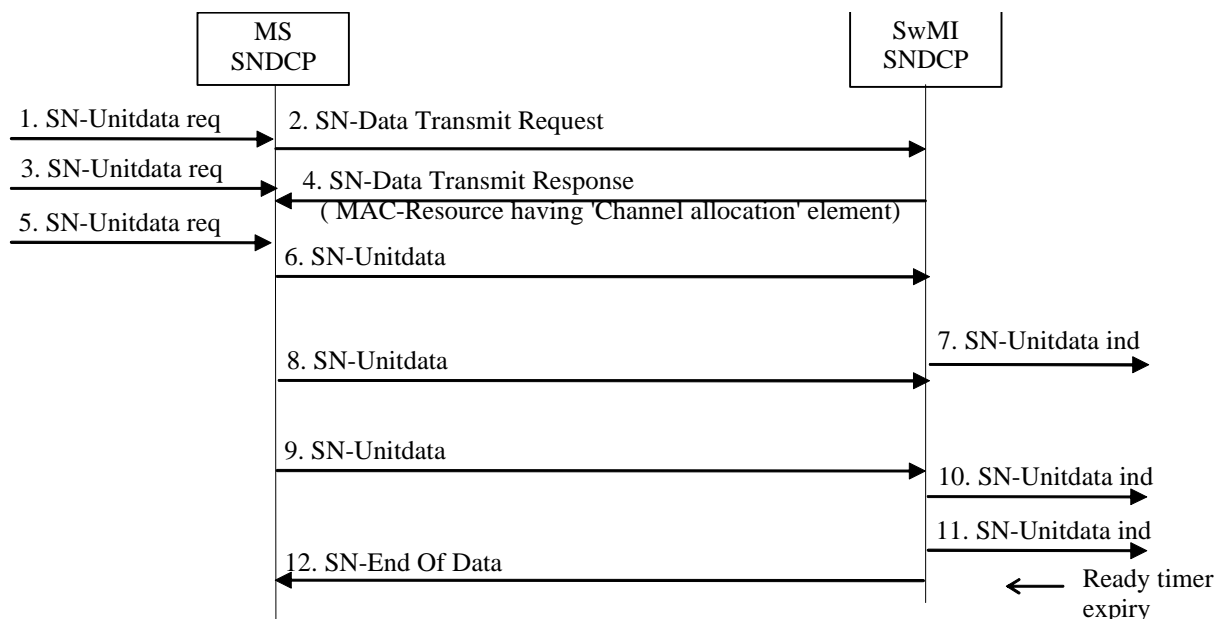 MS
SNDCP
SwMI
SNDCP
1. SN-Unitdata req
2. SN-Data Transmit Request
3. SN-Unitdata req
4. SN-Data Transmit Response
( MAC-Resource having 'Channel allocation' element)
5. SN-Unitdata req
6. SN-Unitdata
7. SN-Unitdata ind
8. SN-Unitdata
9. SN-Unitdata
10. SN-Unitdata ind
11. SN-Unitdata ind
12. SN-End Of Data
Ready timer
expiry